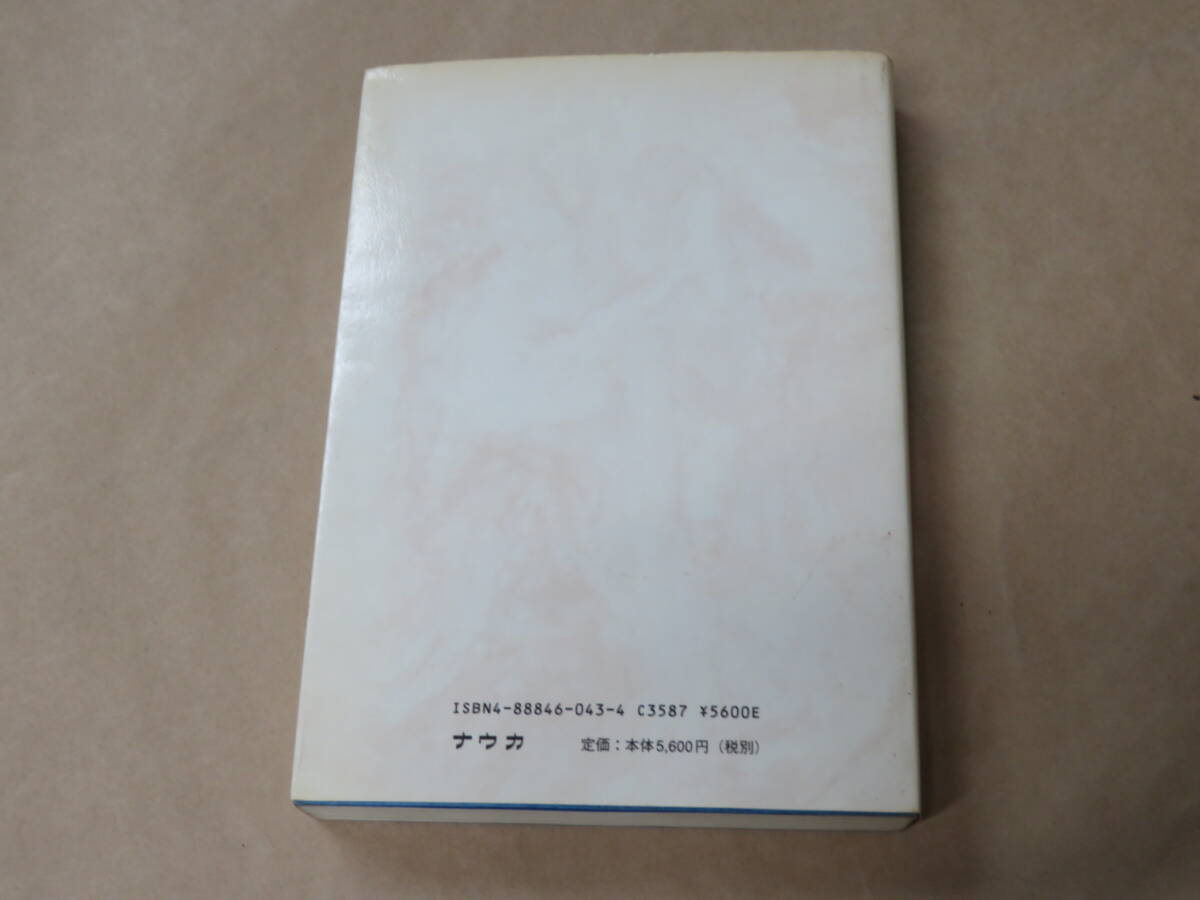 ISBN4-88846-043-4 C3587 ¥5600E
ナウカ 定価：本体5,600円（税別）